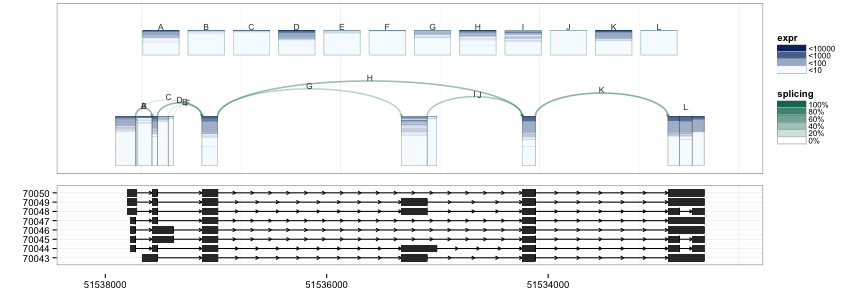 A B C D E F G H I J K L
expr
<10000
<1000
<100
<10
splicing
100%
80%
60%
40%
20%
0%
H
G
C
D
I J
K
L
70050
70049
70048
70047
70046
70045
70044
70043
51538000 51536000 51534000